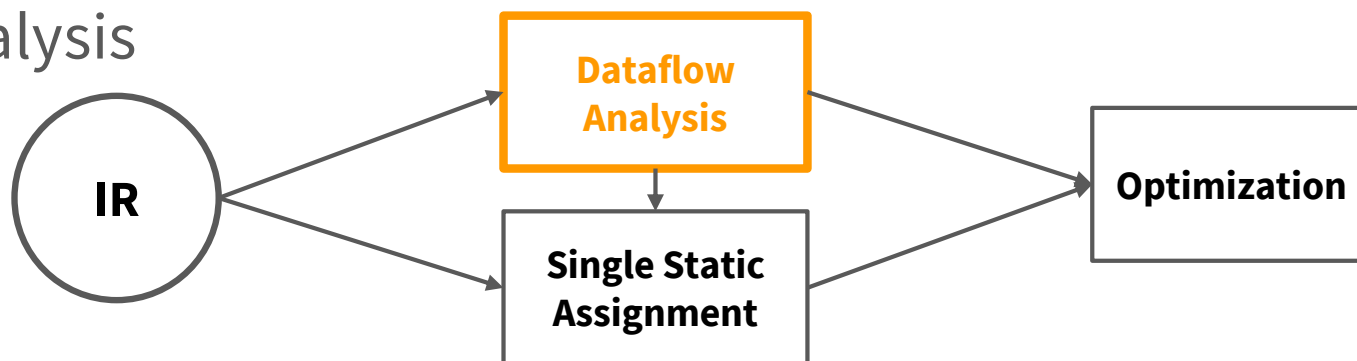 alysis
Dataflow
Analysis
IR
Optimization
Single Static
Assignment